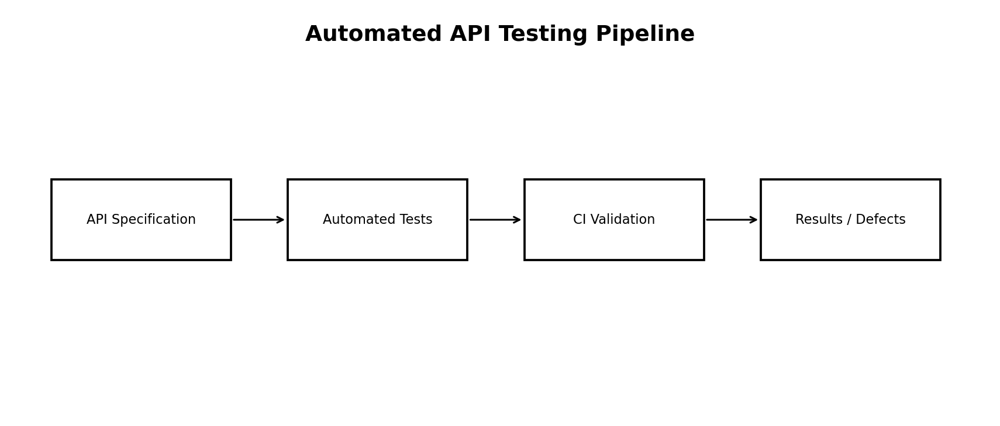 Automated API Testing Pipeline
API Specification
Automated Tests
CI Validation
Results / Defects